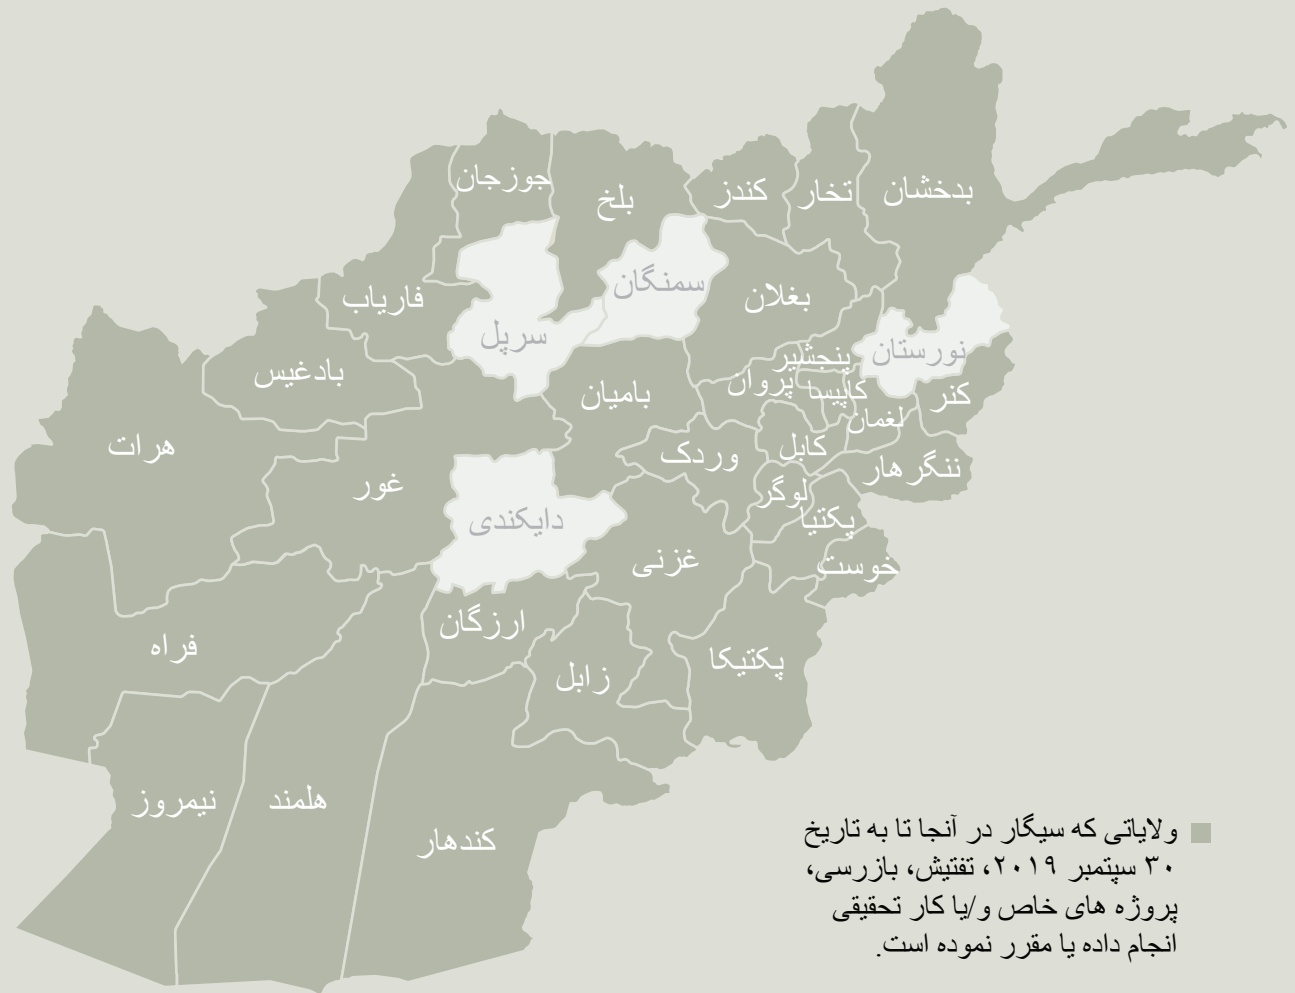 بدخشان
تخار
کندز
بلخ
جوزجان
سمنگان
بغلان
فاریاب
سرپل
نورستان
پنجشیر
پروان
کاپیسا
کنر
بادغیس
بامیان
لغمان
هرات
کابل
وردک
ننگرهار
غور
لوگر
پکتیا
دایکندی
خوست
غزنی
ارزگان
فراه
پکتیکا
زابل
نیمروز
هلمند
کندهار
ولایاتی که سیگار در آنجا تا به تاریخ
۳۰ سپتمبر ۲۰۱۹، تفتیش، بازرسی،
پروژه های خاص و/یا کار تحقیقی
انجام داده یا مقرر نموده است.